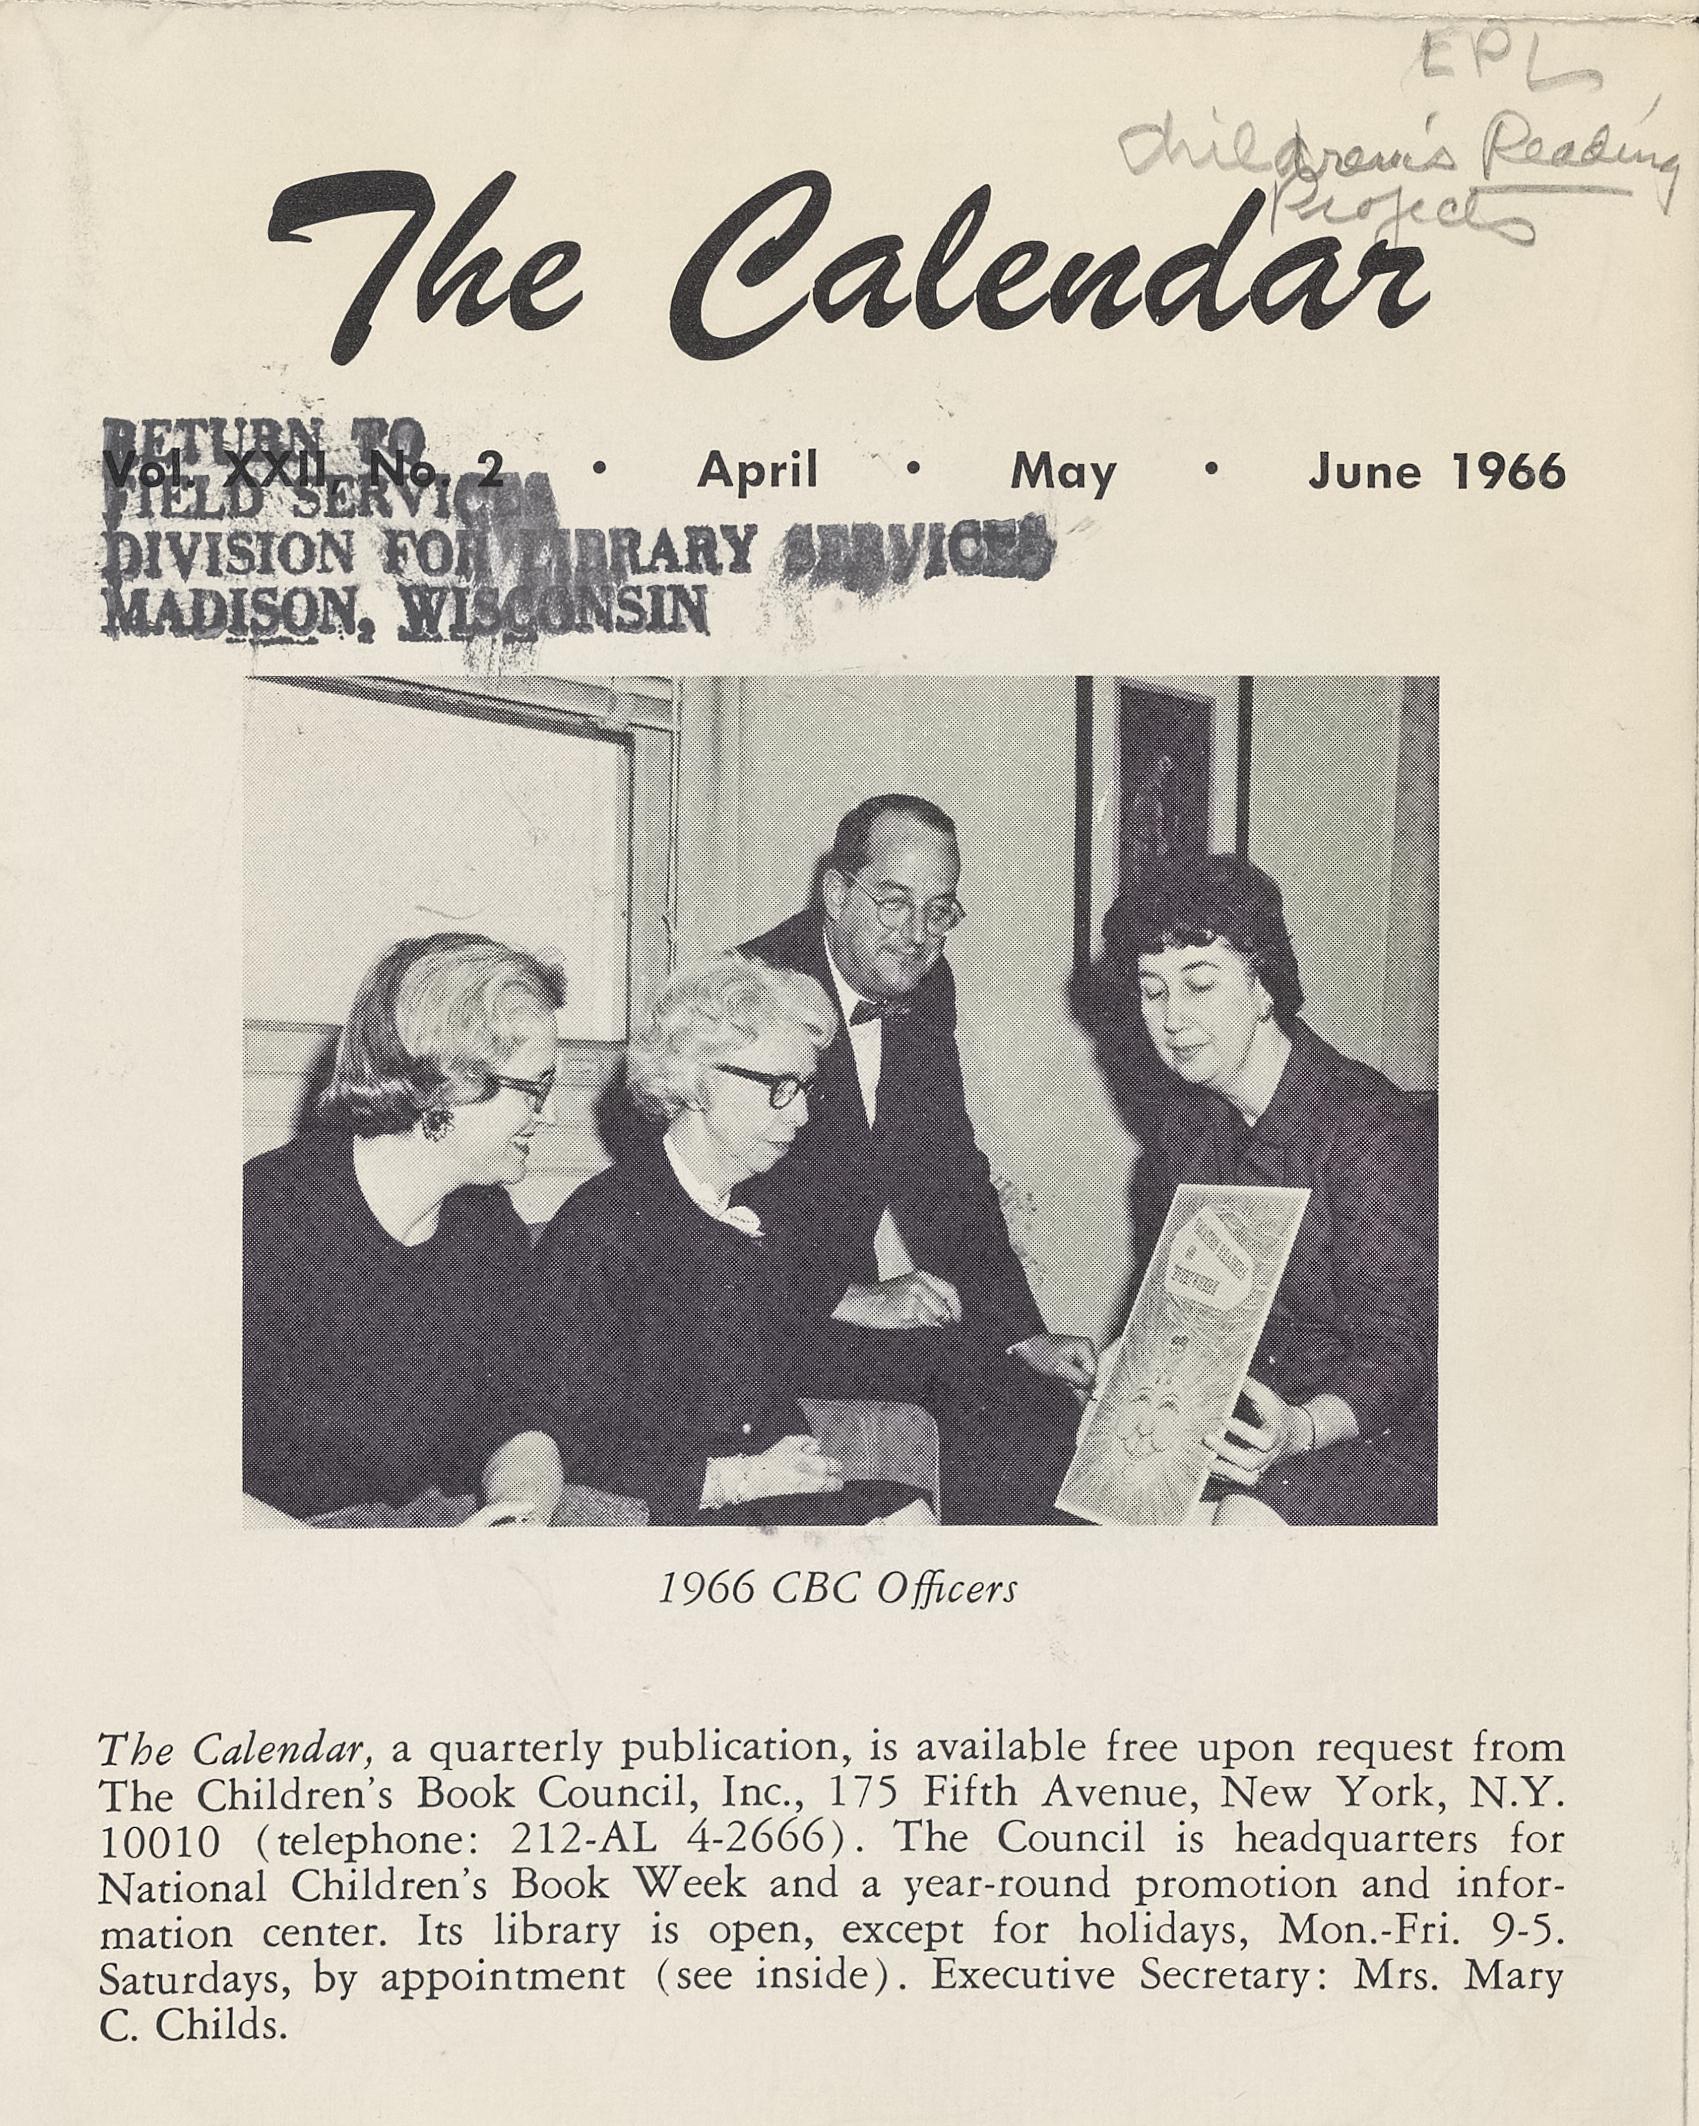 EPL
Children's Reading
Projects
The Calendar
RETURN TO
Vol. XXII, No. 2 • April • May • June 1966
FIELD SERVICES
DIVISION FOR LIBRARY SERVICES
MADISON, WISCONSIN
1966 CBC Officers
The Calendar, a quarterly publication, is available free upon request from
The Children's Book Council, Inc., 175 Fifth Avenue, New York, N.Y.
10010 (telephone: 212-AL 4-2666). The Council is headquarters for
National Children's Book Week and a year-round promotion and infor-
mation center. Its library is open, except for holidays, Mon.-Fri. 9-5.
Saturdays, by appointment (see inside). Executive Secretary: Mrs. Mary
C. Childs.